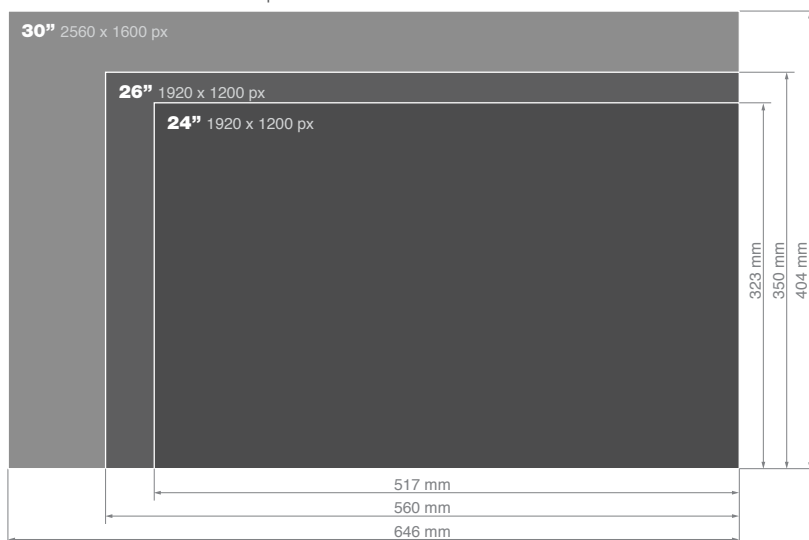 30” 2560 x 1600 px
26” 1920 x 1200 px
24” 1920 x 1200 px
323 mm
350 mm
404 mm
517 mm
560 mm
646 mm